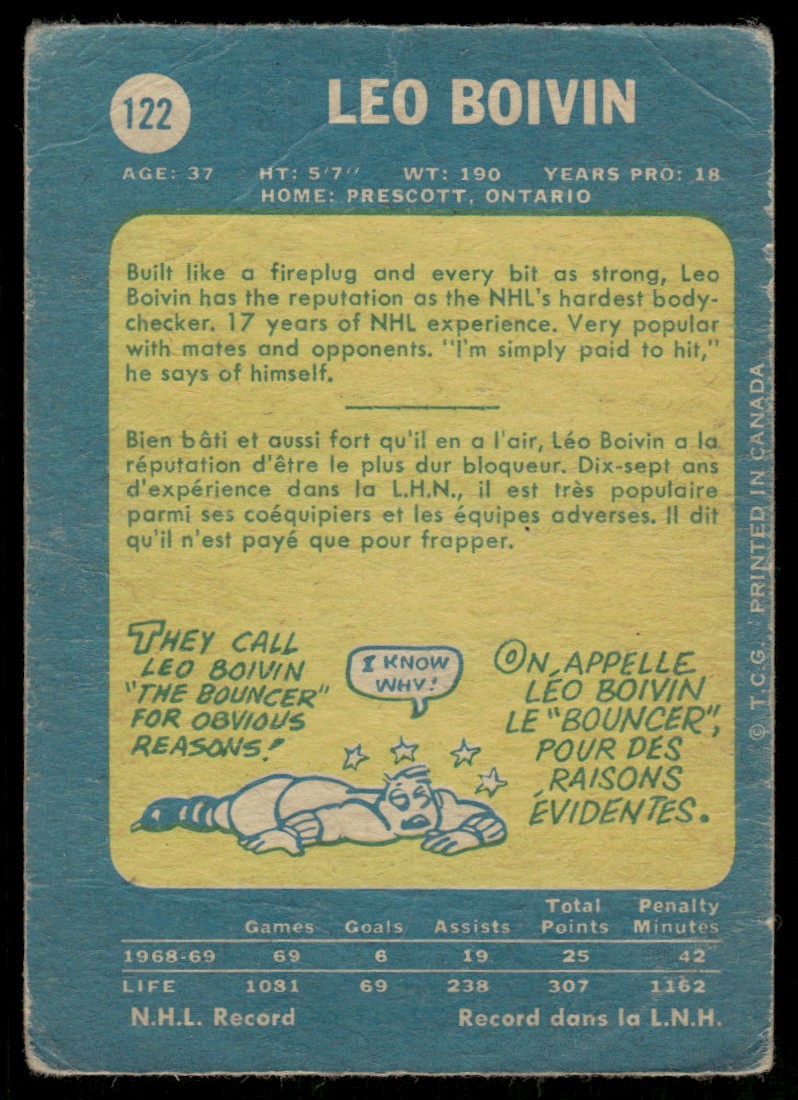 122
LEO BOIVIN
AGE: 37 HT: 5'7" WT: 190 YEARS PRO: 18
HOME: PRESCOTT, ONTARIO
Built like a fireplug and every bit as strong, Leo
Boivin has the reputation as the NHL's hardest body-
checker. 17 years of NHL experience. Very popular
with mates and opponents. "I'm simply paid to hit,"
he says of himself.
Bien bâti et aussi fort qu'il en a l'air, Léo Boivin a la
réputation d'être le plus dur bloqueur. Dix-sept ans
d'expérience dans la L.H.N., il est très populaire
parmi ses coéquipiers et les équipes adverses. Il dit
qu'il n'est payé que pour frapper.
THEY CALL
LEO BOIVIN
"THE BOUNCER"
FOR OBVIOUS
REASONS!
I KNOW
WHY!
ON APPELLE
LÉO BOIVIN
LE "BOUNCER",
POUR DES
RAISONS
ÉVIDENTES.
© T.C.G. PRINTED IN CANADA
Games Goals Assists Total Points Penalty Minutes
1968-69 69 6 19 25 42
LIFE 1081 69 238 307 1162
N.H.L. Record Record dans la L.N.H.